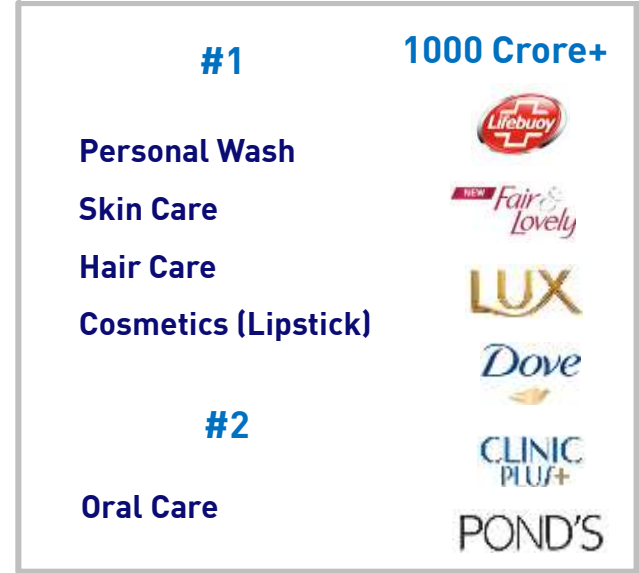 #1
Personal Wash
Skin Care
Hair Care
Cosmetics (Lipstick)
#2
Oral Care
1000 Crore+
Lifebuoy
NEW Fair &
Lovely
LUX
Dove
CLINIC
PLUS+
POND'S